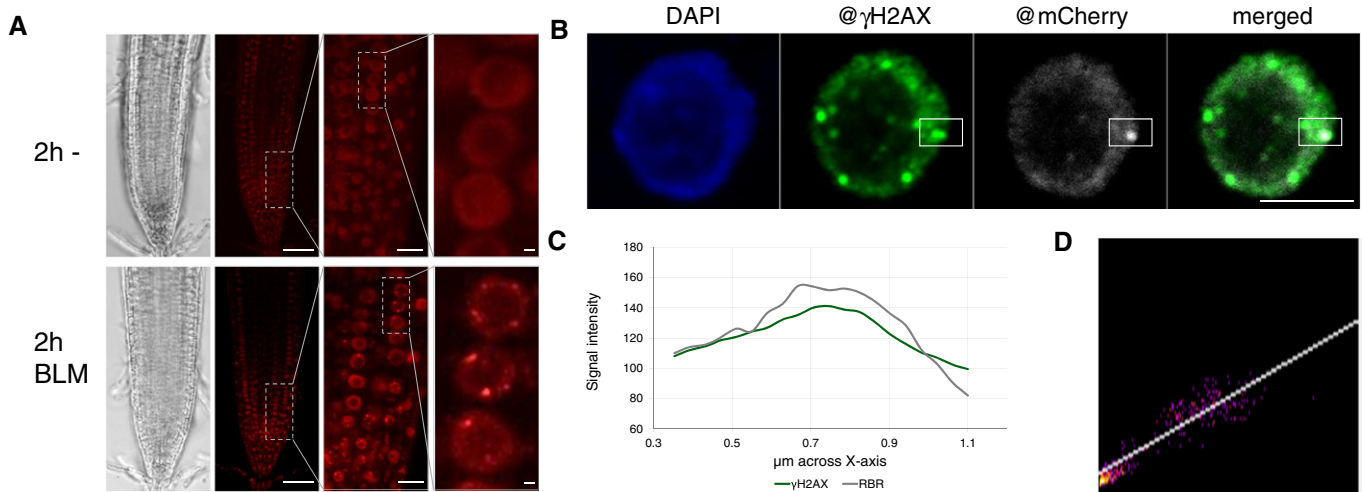 A
2h -
2h
BLM
B
DAPI
@γH2AX
@mCherry
merged
C
180
160
140
120
100
80
60
Signal intensity
0.3 0.5 0.7 0.9 1.1
µm across X-axis
γH2AX RBR
D